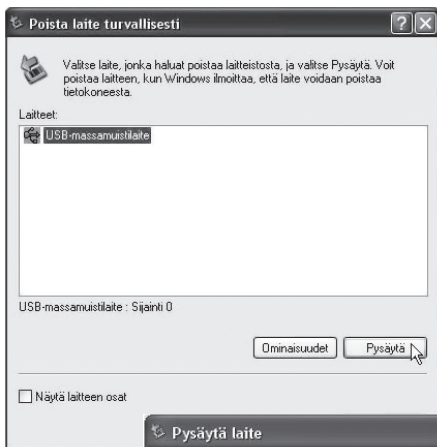 Poista laite turvallisesti
Valitse laite, jonka haluat poistaa laitteistosta, ja valitse Pysäytä. Voit
poistaa laitteen, kun Windows ilmoittaa, että laite voidaan poistaa
tietokoneesta.
Laitteet:
USB-massamuistilaite
USB-massamuistilaite : Sijainti 0
Ominaisuudet
Pysäytä
Näytä laitteen osat
Pysäytä laite